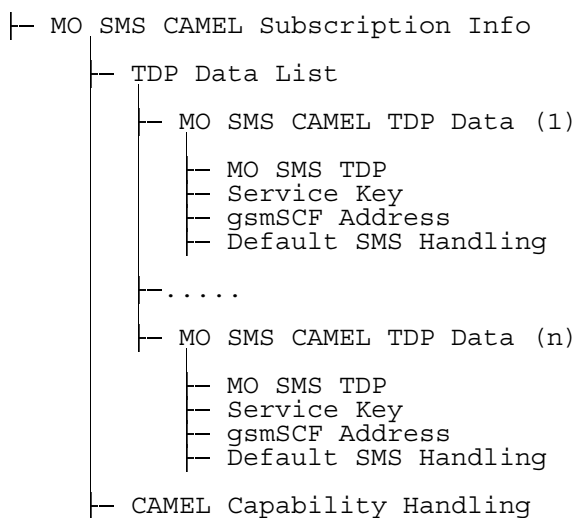 MO SMS CAMEL Subscription Info
TDP Data List
MO SMS CAMEL TDP Data (1)
MO SMS TDP
Service Key
gsmSCF Address
Default SMS Handling
.....
MO SMS CAMEL TDP Data (n)
MO SMS TDP
Service Key
gsmSCF Address
Default SMS Handling
CAMEL Capability Handling